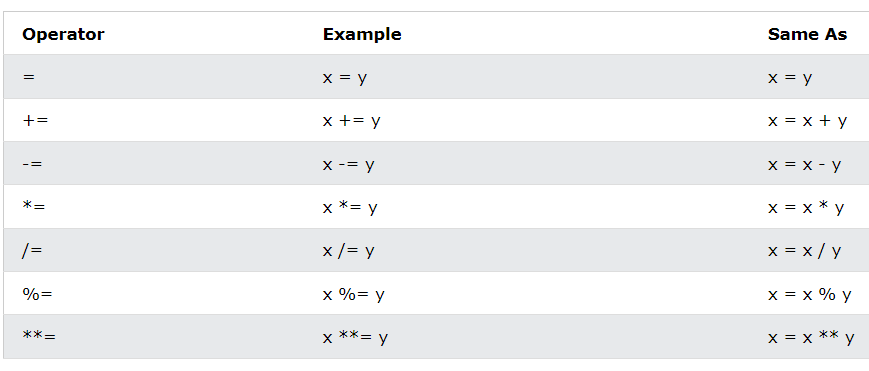 Operator Example Same As
= x = y x = y
+= x += y x = x + y
-= x -= y x = x - y
*= x *= y x = x * y
/= x /= y x = x / y
%= x %= y x = x % y
**= x **= y x = x ** y